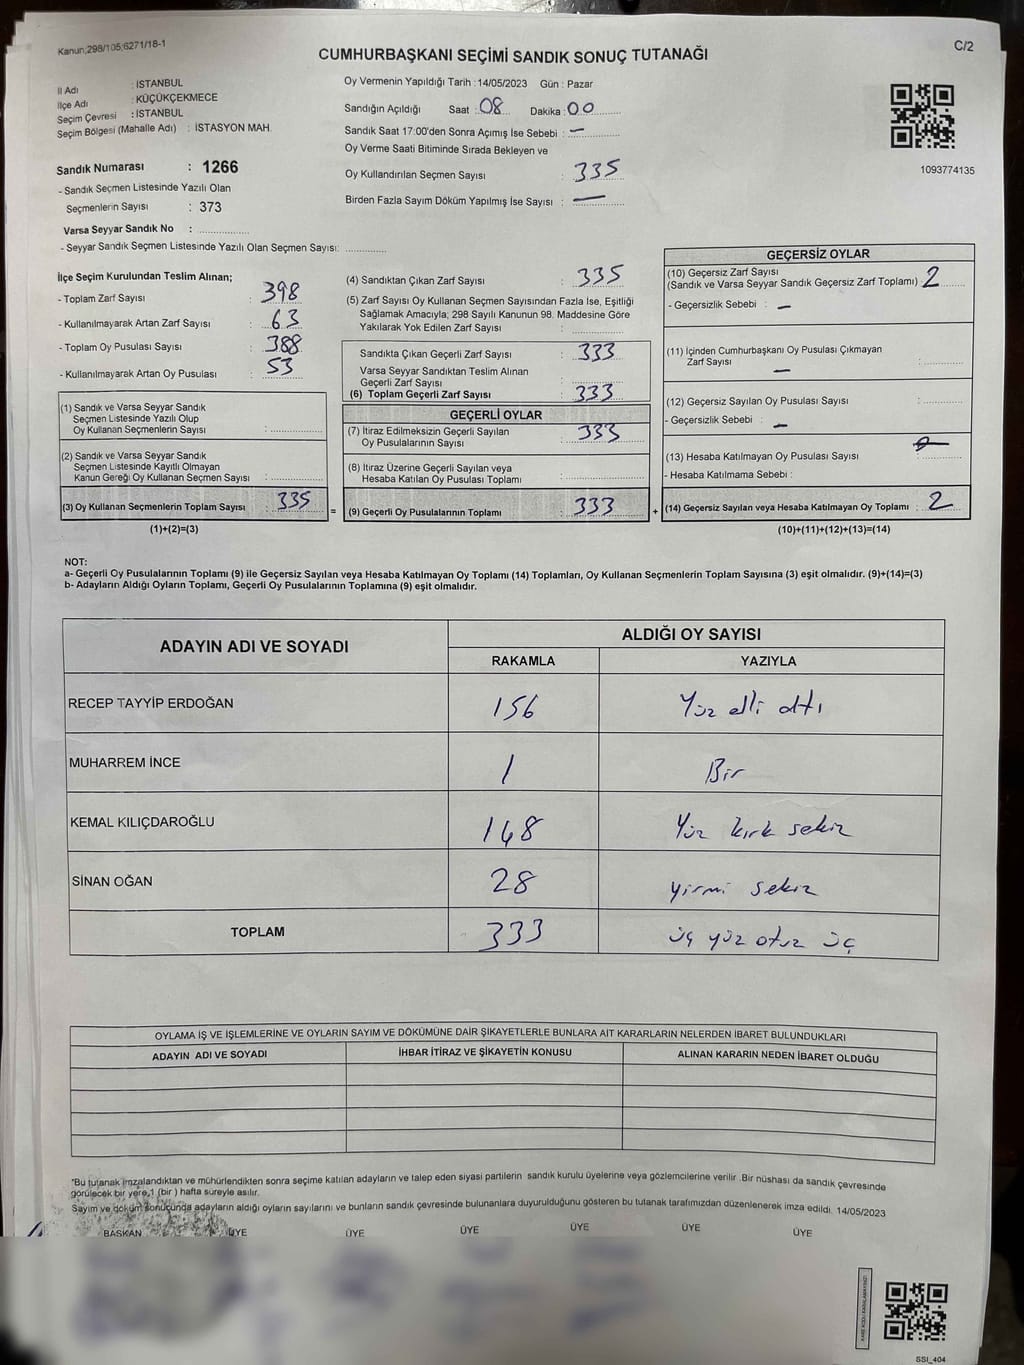 Kanun;298/105;6271/18-1
C/2
CUMHURBAŞKANI SEÇİMİ SANDIK SONUÇ TUTANAĞI
İl Adı : İSTANBUL
İlçe Adı : KÜÇÜKÇEKMECE
Seçim Çevresi : İSTANBUL
Seçim Bölgesi (Mahalle Adı) : İSTASYON MAH.
Sandık Numarası : 1266
- Sandık Seçmen Listesinde Yazılı Olan
Seçmenlerin Sayısı : 373
Varsa Seyyar Sandık No : ..............
- Seyyar Sandık Seçmen Listesinde Yazılı Olan Seçmen Sayısı: ..............
Oy Vermenin Yapıldığı Tarih : 14/05/2023 Gün : Pazar
Sandığın Açıldığı Saat : 08 Dakika : 00
Sandık Saat 17:00'den Sonra Açımış İse Sebebi : —
Oy Verme Saati Bitiminde Sırada Bekleyen ve
Oy Kullandırılan Seçmen Sayısı : 335
Birden Fazla Sayım Döküm Yapılmış İse Sayısı : —
1093774135
İlçe Seçim Kurulundan Teslim Alınan;
- Toplam Zarf Sayısı : 398
- Kullanılmayarak Artan Zarf Sayısı : 63
- Toplam Oy Pusulası Sayısı : 388
- Kullanılmayarak Artan Oy Pusulası : 53
(1) Sandık ve Varsa Seyyar Sandık
Seçmen Listesinde Yazılı Olup
Oy Kullanan Seçmenlerin Sayısı : ..............
(2) Sandık ve Varsa Seyyar Sandık
Seçmen Listesinde Kayıtlı Olmayan
Kanun Gereği Oy Kullanan Seçmen Sayısı : ..............
(3) Oy Kullanan Seçmenlerin Toplam Sayısı : 335
(1)+(2)=(3)
(4) Sandıktan Çıkan Zarf Sayısı : 335
(5) Zarf Sayısı Oy Kullanan Seçmen Sayısından Fazla İse, Eşitliği
Sağlamak Amacıyla; 298 Sayılı Kanunun 98. Maddesine Göre
Yakılarak Yok Edilen Zarf Sayısı : ..............
Sandıkta Çıkan Geçerli Zarf Sayısı : 333
Varsa Seyyar Sandıktan Teslim Alınan
Geçerli Zarf Sayısı : ..............
(6) Toplam Geçerli Zarf Sayısı : 333
GEÇERLİ OYLAR
(7) İtiraz Edilmeksizin Geçerli Sayılan
Oy Pusulalarının Sayısı : 333
(8) İtiraz Üzerine Geçerli Sayılan veya
Hesaba Katılan Oy Pusulası Toplamı : ..............
= (9) Geçerli Oy Pusulalarının Toplamı : 333 +
GEÇERSİZ OYLAR
(10) Geçersiz Zarf Sayısı
(Sandık ve Varsa Seyyar Sandık Geçersiz Zarf Toplamı) : 2
- Geçersizlik Sebebi : —
(11) İçinden Cumhurbaşkanı Oy Pusulası Çıkmayan
Zarf Sayısı : —
(12) Geçersiz Sayılan Oy Pusulası Sayısı : ..............
- Geçersizlik Sebebi : —
(13) Hesaba Katılmayan Oy Pusulası Sayısı :
- Hesaba Katılmama Sebebi :
(14) Geçersiz Sayılan veya Hesaba Katılmayan Oy Toplamı : 2
(10)+(11)+(12)+(13)=(14)
NOT:
a- Geçerli Oy Pusulalarının Toplamı (9) ile Geçersiz Sayılan veya Hesaba Katılmayan Oy Toplamı (14) Toplamları, Oy Kullanan Seçmenlerin Toplam Sayısına (3) eşit olmalıdır. (9)+(14)=(3)
b- Adayların Aldığı Oyların Toplamı, Geçerli Oy Pusulalarının Toplamına (9) eşit olmalıdır.
ADAYIN ADI VE SOYADI
ALDIĞI OY SAYISI
RAKAMLA YAZIYLA
RECEP TAYYİP ERDOĞAN 156 Yüz elli altı
MUHARREM İNCE 1 Bir
KEMAL KILIÇDAROĞLU 148 Yüz kırk sekiz
SİNAN OĞAN 28 yirmi sekiz
TOPLAM 333 üç yüz otuz üç
OYLAMA İŞ VE İŞLEMLERİNE VE OYLARIN SAYIM VE DÖKÜMÜNE DAİR ŞİKAYETLERLE BUNLARA AİT KARARLARIN NELERDEN İBARET BULUNDUKLARI
ADAYIN ADI VE SOYADI İHBAR İTİRAZ VE ŞİKAYETİN KONUSU ALINAN KARARIN NEDEN İBARET OLDUĞU
*Bu tutanak imzalandıktan ve mühürlendikten sonra seçime katılan adayların ve talep eden siyasi partilerin sandık kurulu üyelerine veya gözlemcilerine verilir. Bir nüshası da sandık çevresinde
görülecek bir yere,1 (bir ) hafta süreyle asılır.
Sayım ve döküm sonucunda adayların aldığı oyların sayılarını ve bunların sandık çevresinde bulunanlara duyurulduğunu gösteren bu tutanak tarafımızdan düzenlenerek imza edildi. 14/05/2023
BAŞKAN ÜYE ÜYE ÜYE ÜYE ÜYE ÜYE
KARE KODU KARALAMAYINIZ!
SSI_404